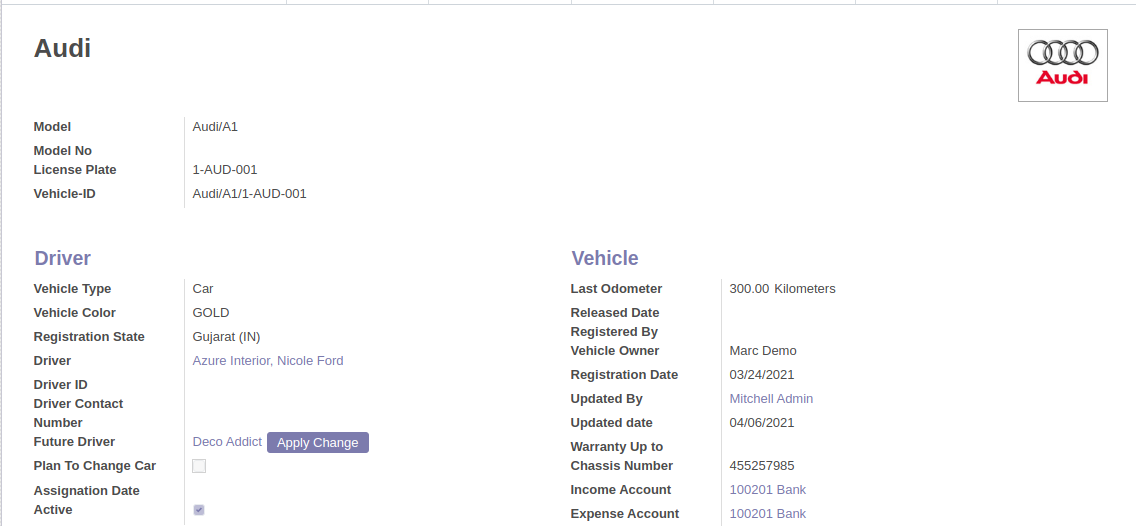 Audi
Audi
Model Audi/A1
Model No
License Plate 1-AUD-001
Vehicle-ID Audi/A1/1-AUD-001
Driver
Vehicle Type Car
Vehicle Color GOLD
Registration State Gujarat (IN)
Driver Azure Interior, Nicole Ford
Driver ID
Driver Contact
Number
Future Driver Deco Addict Apply Change
Plan To Change Car
Assignation Date
Active
Vehicle
Last Odometer 300.00 Kilometers
Released Date
Registered By
Vehicle Owner Marc Demo
Registration Date 03/24/2021
Updated By Mitchell Admin
Updated date 04/06/2021
Warranty Up to
Chassis Number 455257985
Income Account 100201 Bank
Expense Account 100201 Bank